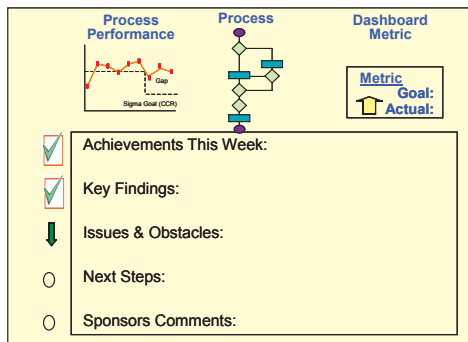 Process
Performance
Process
Dashboard
Metric
Gap
Sigma Goal (CCR)
Metric
Goal:
Actual:
Achievements This Week:
Key Findings:
Issues & Obstacles:
Next Steps:
Sponsors Comments: